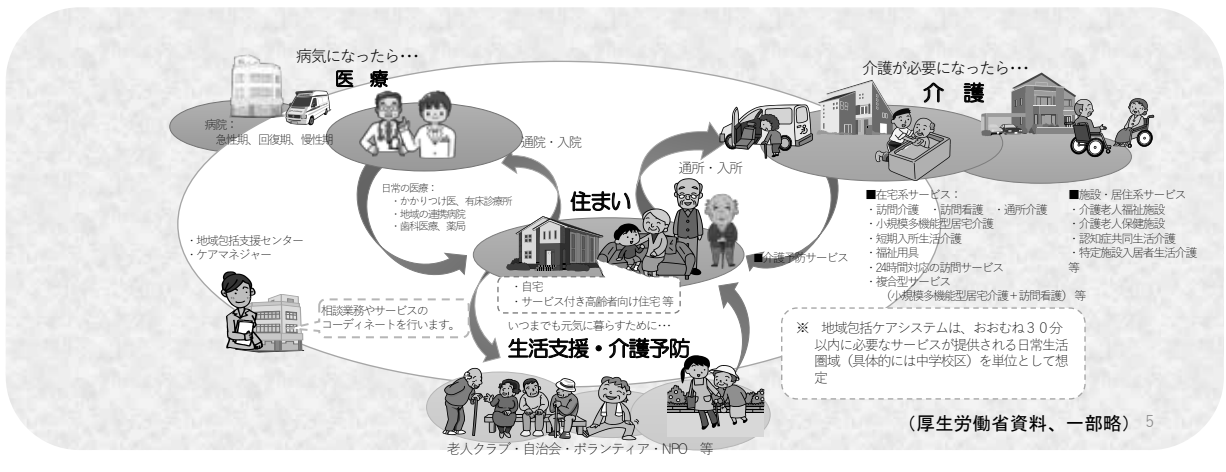 病気になったら･･･
医 療
病院：
急性期、回復期、慢性期
通院・入院
日常の医療：
・かかりつけ医、有床診療所
・地域の連携病院
・歯科医療、薬局
介護が必要になったら･･･
介 護
通所・入所
住まい
・自宅
・サービス付き高齢者向け住宅 等
■介護予防サービス
■在宅系サービス：
・訪問介護 ・訪問看護 ・通所介護
・小規模多機能型居宅介護
・短期入所生活介護
・福祉用具
・24時間対応の訪問サービス
・複合型サービス
（小規模多機能型居宅介護＋訪問看護） 等
■施設・居住系サービス
・介護老人福祉施設
・介護老人保健施設
・認知症共同生活介護
・特定施設入居者生活介護
等
・地域包括支援センター
・ケアマネジャー
相談業務やサービスの
コーディネートを行います。
いつまでも元気に暮らすために･･･
生活支援・介護予防
老人クラブ・自治会・ボランティア・NPO 等
※ 地域包括ケアシステムは、おおむね３０分
以内に必要なサービスが提供される日常生活
圏域（具体的には中学校区）を単位として想
定
（厚生労働省資料、一部略）
5